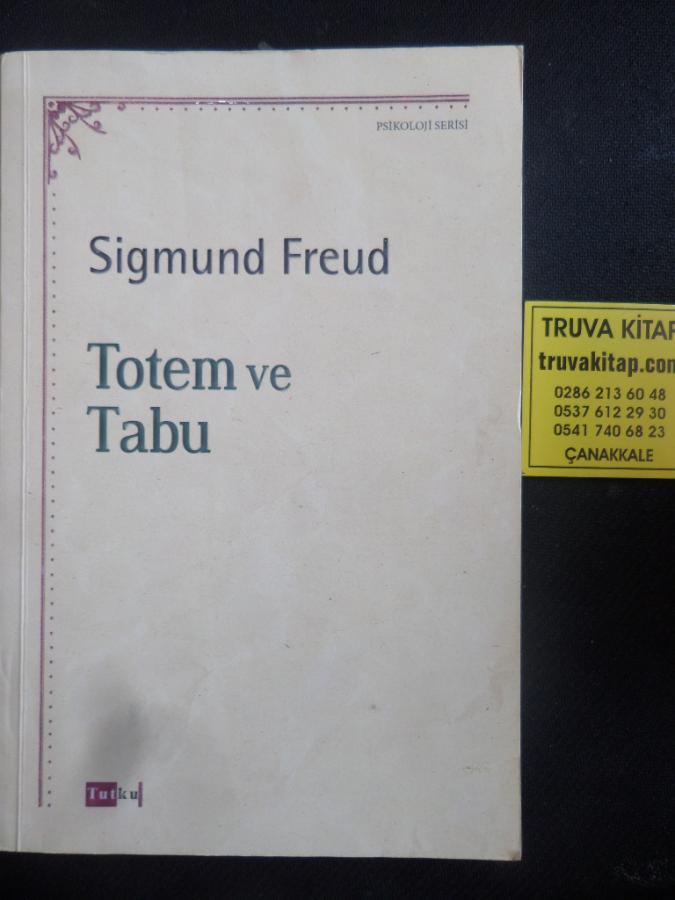 PSİKOLOJİ SERİSİ
Sigmund Freud
Totem ve
Tabu
Tutku
TRUVA KİTAP
truvakitap.com
0286 213 60 48
0537 612 29 30
0541 740 68 23
ÇANAKKALE